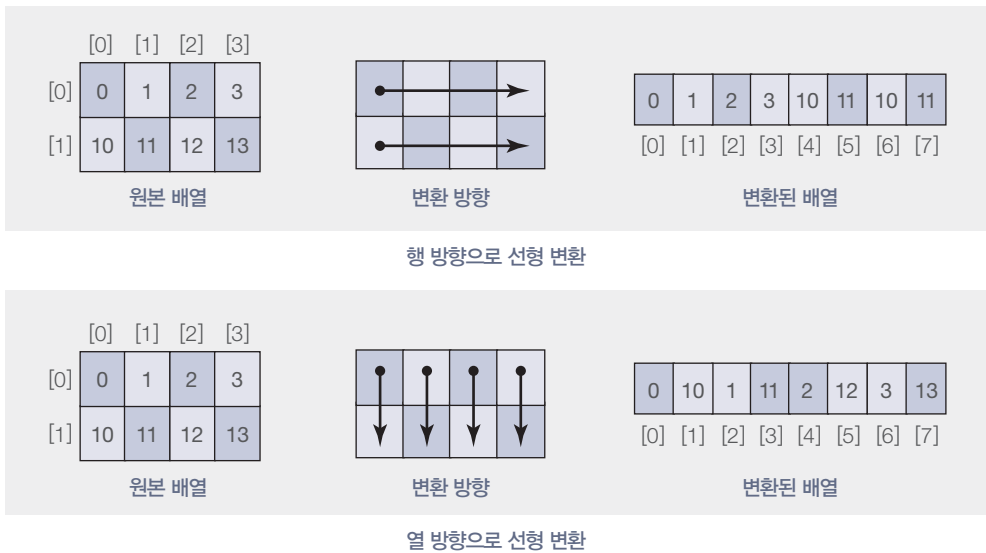 [0] [1] [2] [3]
[0] 0 1 2 3
[1] 10 11 12 13
원본 배열
변환 방향
0 1 2 3 10 11 10 11
[0] [1] [2] [3] [4] [5] [6] [7]
변환된 배열
행 방향으로 선형 변환
[0] [1] [2] [3]
[0] 0 1 2 3
[1] 10 11 12 13
원본 배열
변환 방향
0 10 1 11 2 12 3 13
[0] [1] [2] [3] [4] [5] [6] [7]
변환된 배열
열 방향으로 선형 변환